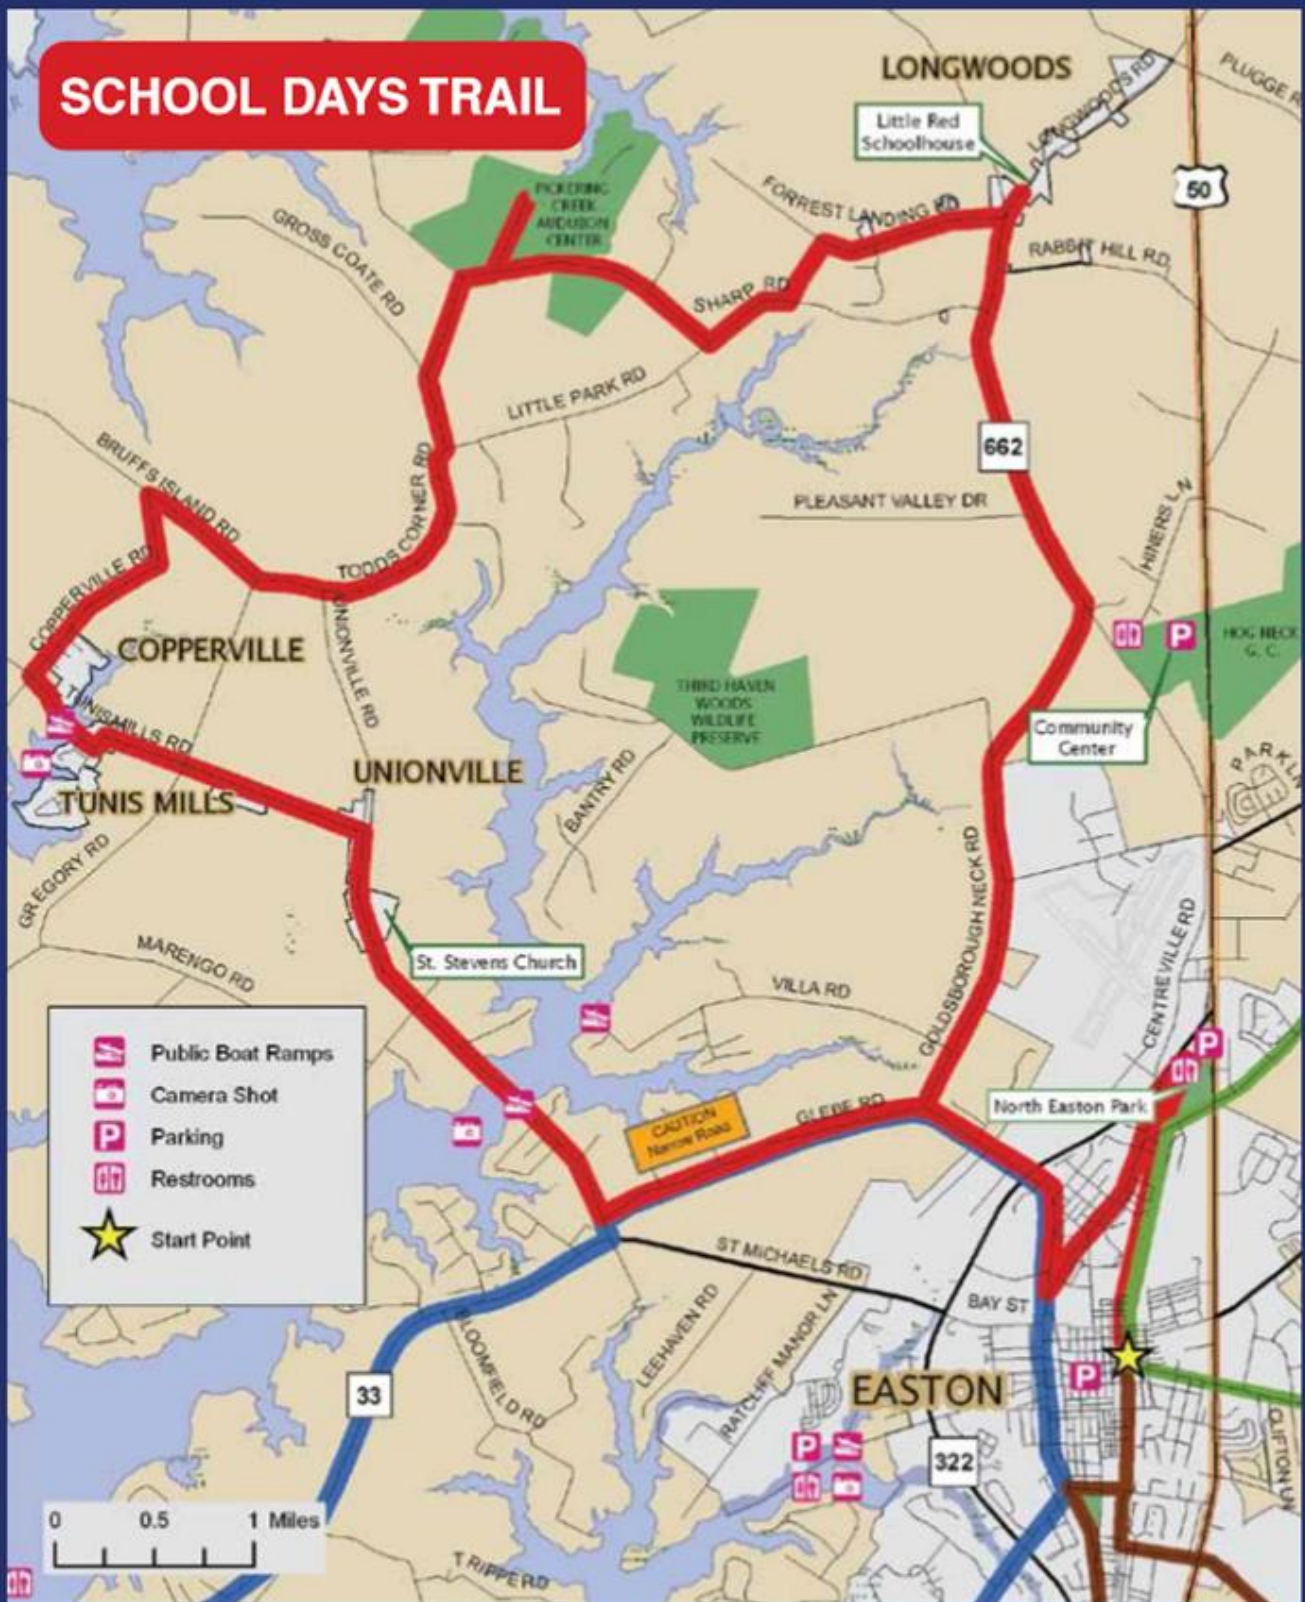 SCHOOL DAYS TRAIL
LONGWOODS
LONGWOODS RD
PLUGGE R
Little Red
Schoolhouse
50
PICKERING
CREEK
AUDUBON
CENTER
FORREST LANDING RD
RABBIT HILL RD
GROSS COATE RD
SHARP RD
LITTLE PARK RD
662
BRUFFS ISLAND RD
TODDS CORNER RD
PLEASANT VALLEY DR
HINERS LN
COPPERVILLE RD
COPPERVILLE
UNIONVILLE RD
P
HOG NECK
G. C.
THIRD HAVEN
WOODS
WILDLIFE
PRESERVE
Community
Center
TUNISMILLS RD
UNIONVILLE
BANTRY RD
PARK LN
TUNIS MILLS
GREGORY RD
GOLDSBOROUGH NECK RD
CENTREVILLE RD
MARENGO RD
St. Stevens Church
VILLA RD
Public Boat Ramps
Camera Shot
P
Parking
Restrooms
Start Point
P
North Easton Park
CAUTION
Narrow Road
GLEBE RD
ST MICHAELS RD
BAY ST
LEEHAVEN RD
RATCLIFF MANOR LN
BLOOMFIELD RD
EASTON
P
33
P
322
CLIFTON LN
0 0.5 1 Miles
TRIPPE RD